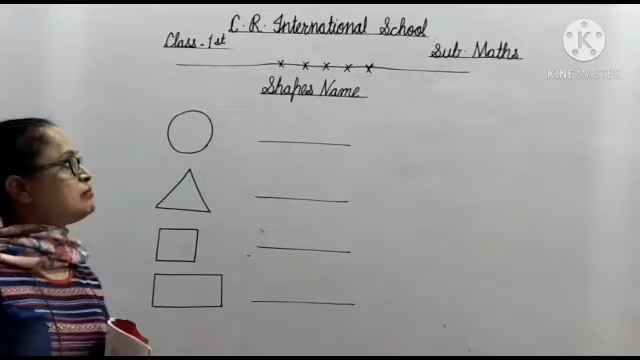 C. R. International School
Class - 1st
Sub. Maths
x x x x x
Shapes Name
K
KINEMASTER